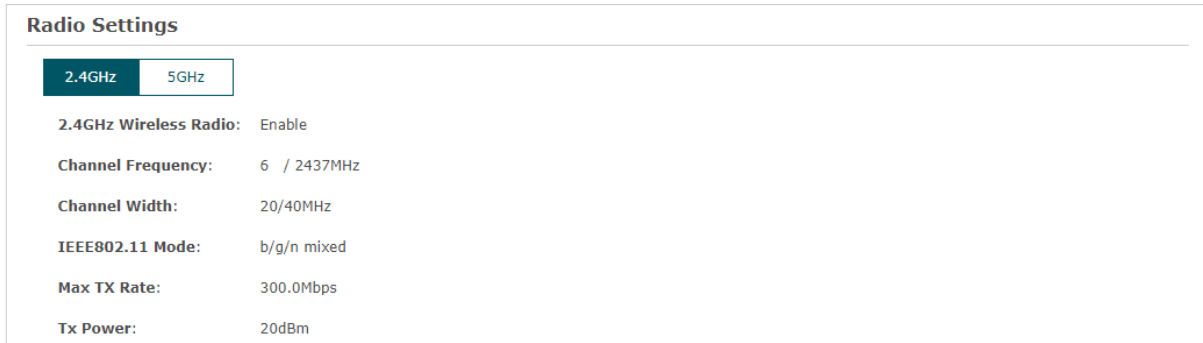 Radio Settings
2.4GHz 5GHz
2.4GHz Wireless Radio: Enable
Channel Frequency: 6 / 2437MHz
Channel Width: 20/40MHz
IEEE802.11 Mode: b/g/n mixed
Max TX Rate: 300.0Mbps
Tx Power: 20dBm